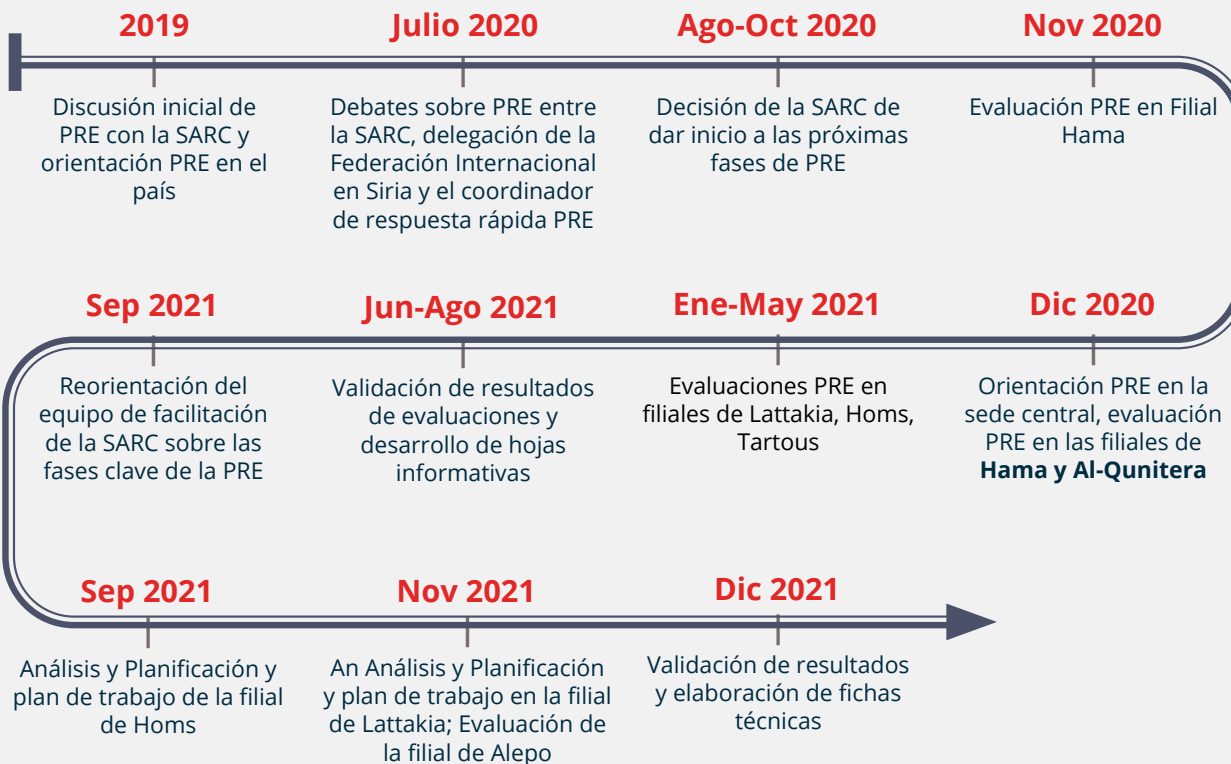 2019
Discusión inicial de
PRE con la SARC y
orientación PRE en el
país
Julio 2020
Debates sobre PRE entre
la SARC, delegación de la
Federación Internacional
en Siria y el coordinador
de respuesta rápida PRE
Ago-Oct 2020
Decisión de la SARC de
dar inicio a las próximas
fases de PRE
Nov 2020
Evaluación PRE en Filial
Hama
Dic 2020
Orientación PRE en la
sede central, evaluación
PRE en las filiales de
Hama y Al-Qunitera
Ene-May 2021
Evaluaciones PRE en
filiales de Lattakia, Homs,
Tartous
Jun-Ago 2021
Validación de resultados
de evaluaciones y
desarrollo de hojas
informativas
Sep 2021
Reorientación del
equipo de facilitación
de la SARC sobre las
fases clave de la PRE
Sep 2021
Análisis y Planificación y
plan de trabajo de la filial
de Homs
Nov 2021
An Análisis y Planificación
y plan de trabajo en la filial
de Lattakia; Evaluación de
la filial de Alepo
Dic 2021
Validación de resultados
y elaboración de fichas
técnicas